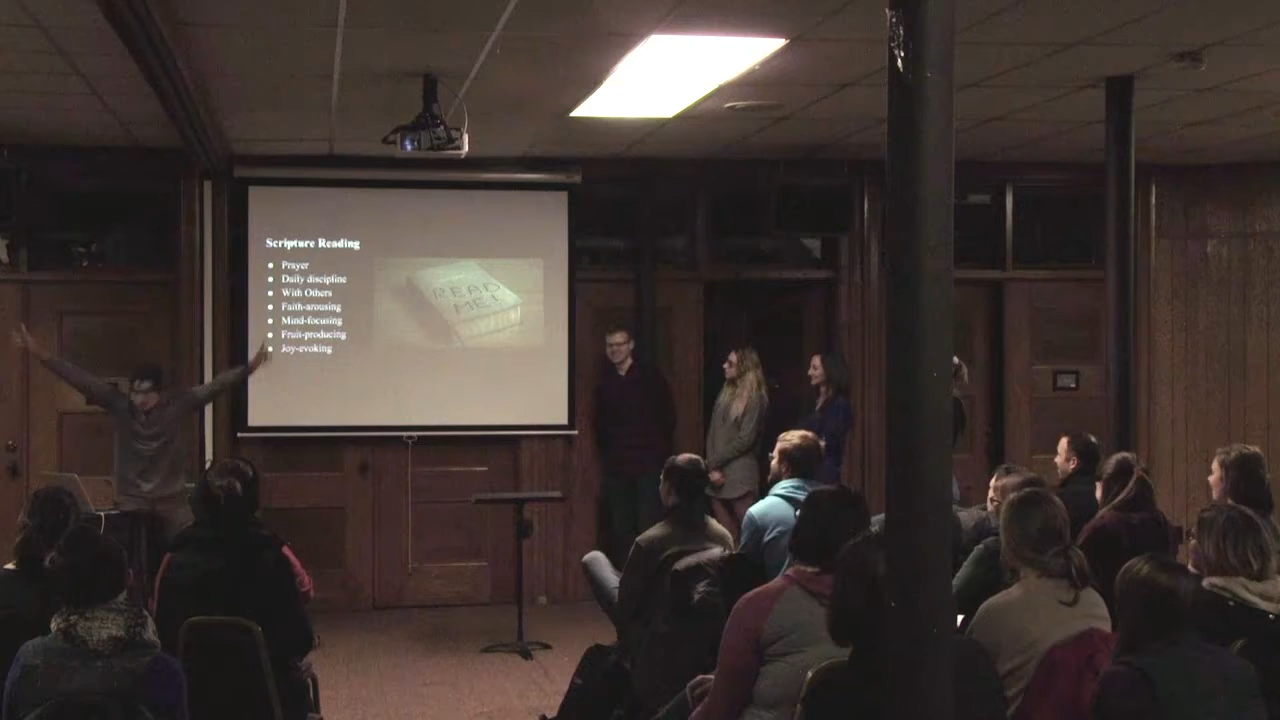 Scripture Reading
Prayer
Daily discipline
With Others
Faith-arousing
Mind-focusing
Fruit-producing
Joy-evoking
READ
ME!